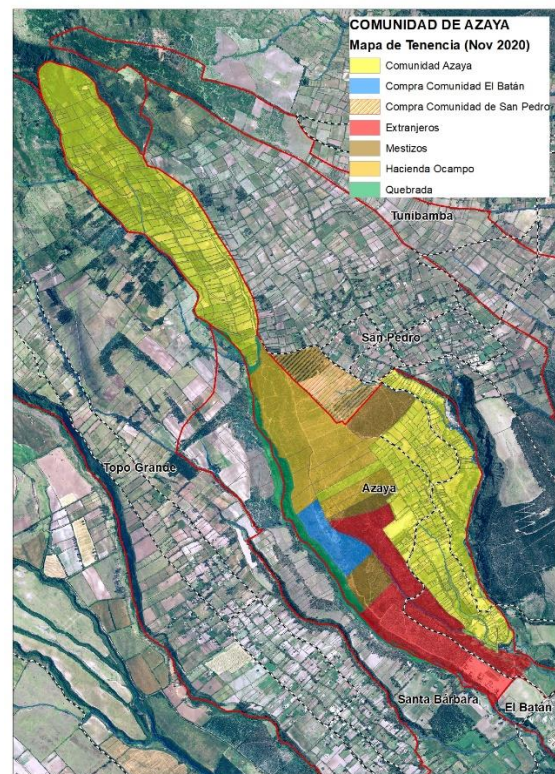 COMUNIDAD DE AZAYA
Mapa de Tenencia (Nov 2020)
Comunidad Azaya
Compra Comunidad El Batán
Compra Comunidad de San Pedro
Extranjeros
Mestizos
Hacienda Ocampo
Quebrada
Tunibamba
San Pedro
Topo Grande
Azaya
Santa Bárbara
El Batán